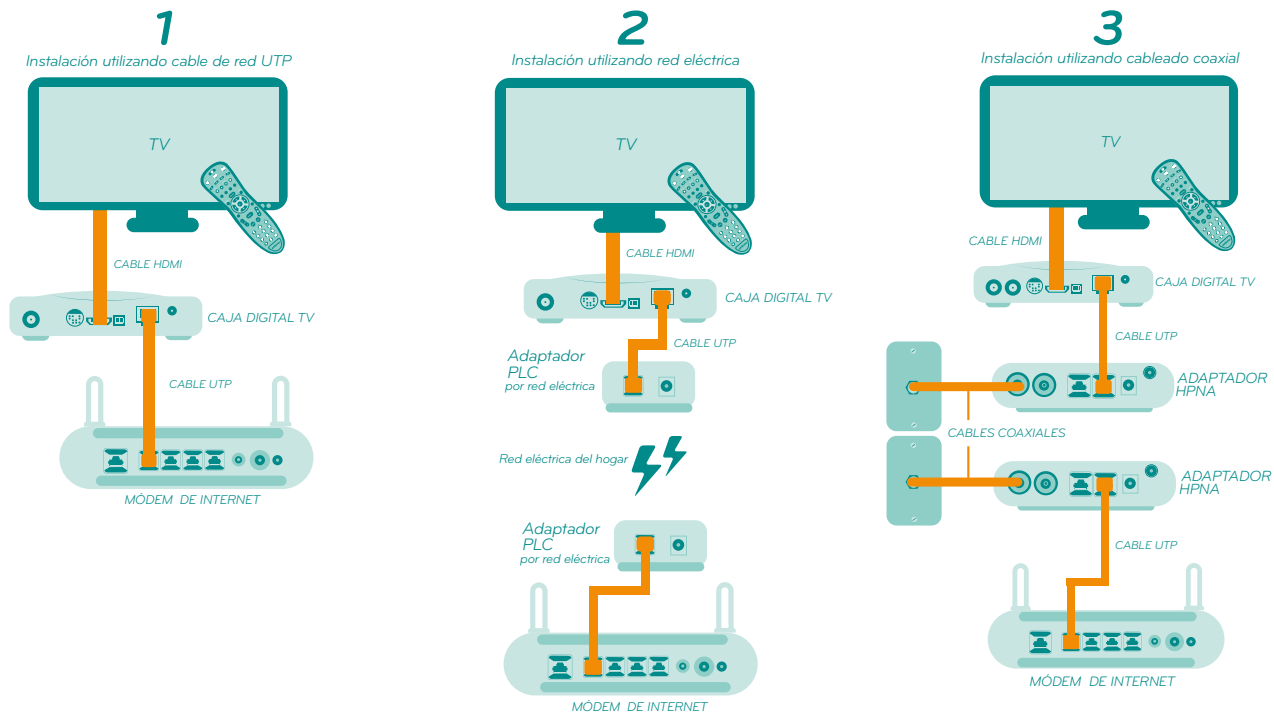 1
Instalación utilizando cable de red UTP
TV
CABLE HDMI
CAJA DIGITAL TV
CABLE UTP
MÓDEM DE INTERNET
2
Instalación utilizando red eléctrica
TV
CABLE HDMI
CAJA DIGITAL TV
CABLE UTP
Adaptador
PLC
por red eléctrica
Red eléctrica del hogar
Adaptador
PLC
por red eléctrica
MÓDEM DE INTERNET
3
Instalación utilizando cableado coaxial
TV
CABLE HDMI
CAJA DIGITAL TV
CABLE UTP
ADAPTADOR
HPNA
CABLES COAXIALES
ADAPTADOR
HPNA
CABLE UTP
MÓDEM DE INTERNET